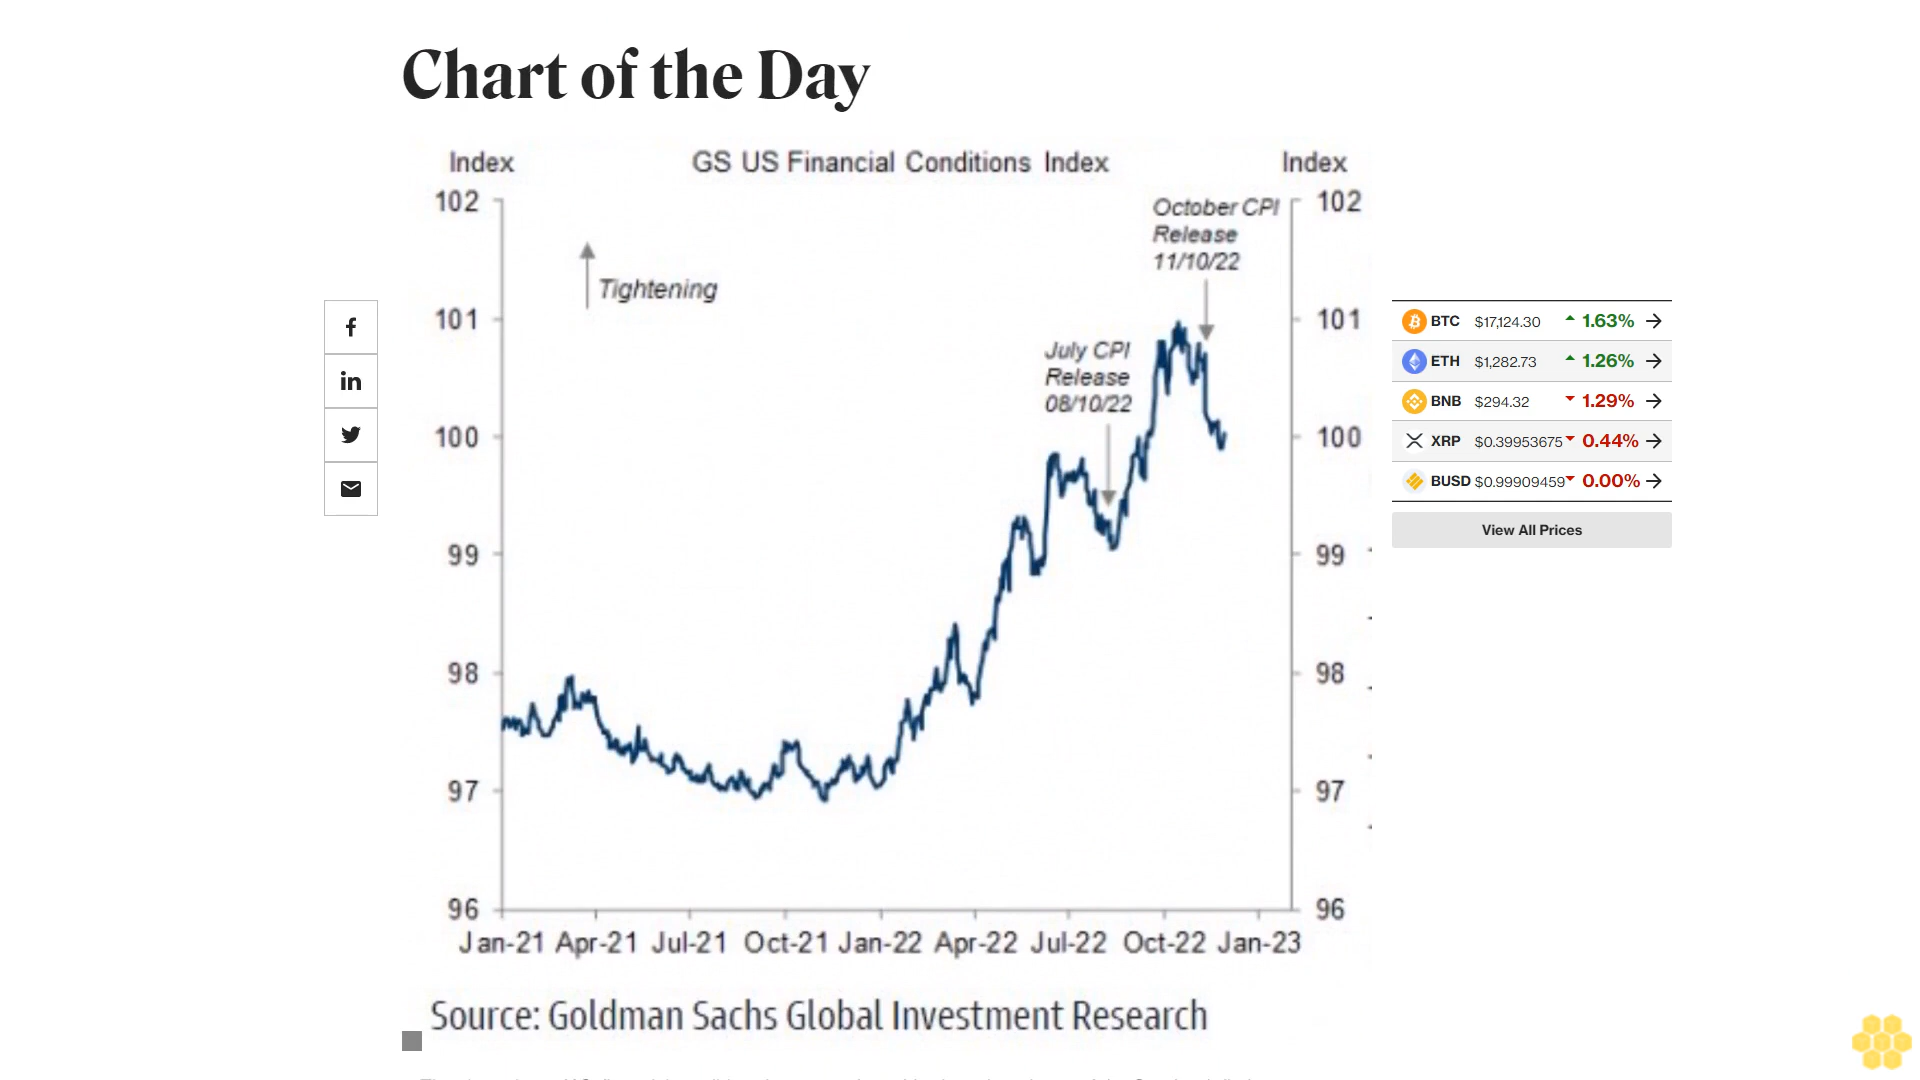 Chart of the Day
Index GS US Financial Conditions Index Index
102 102
October CPI
Release
11/10/22
Tightening
101 101
July CPI
Release
08/10/22
100 100
99 99
98 98
97 97
96 96
Jan-21 Apr-21 Jul-21 Oct-21 Jan-22 Apr-22 Jul-22 Oct-22 Jan-23
Source: Goldman Sachs Global Investment Research
BTC $17,124.30 1.63%
ETH $1,282.73 1.26%
BNB $294.32 1.29%
XRP $0.39953675 0.44%
BUSD $0.99909459 0.00%
View All Prices